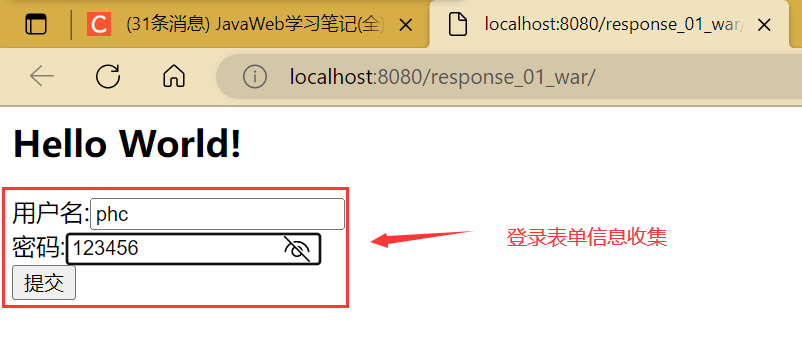 (31条消息) JavaWeb学习笔记(全)
localhost:8080/response_01_war/
localhost:8080/response_01_war/
Hello World!
用户名:phc
密码:123456
登录表单信息收集
提交